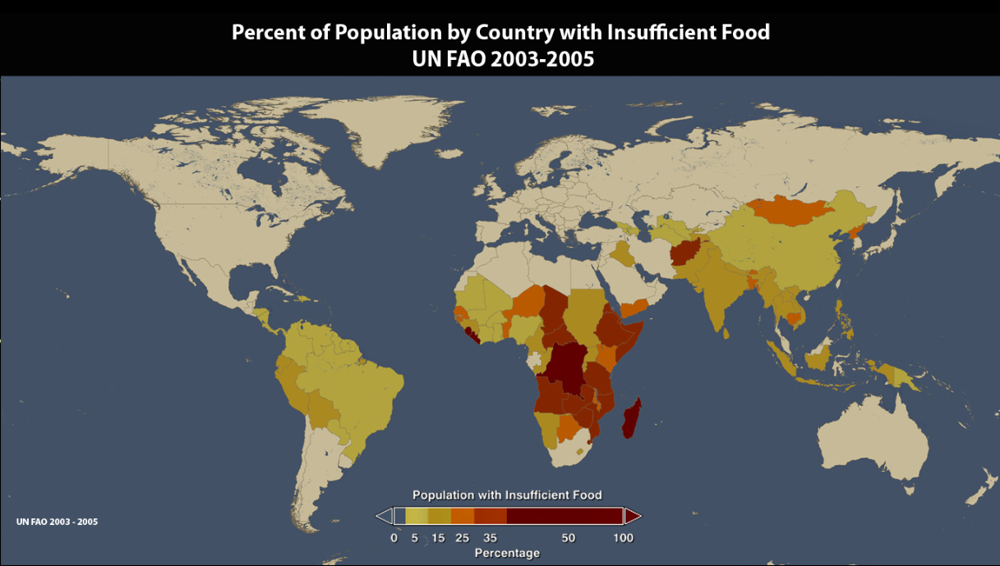 Percent of Population by Country with Insufficient Food
UN FAO 2003-2005
Population with Insufficient Food
0 5 15 25 35 50 100
Percentage
UN FAO 2003 - 2005